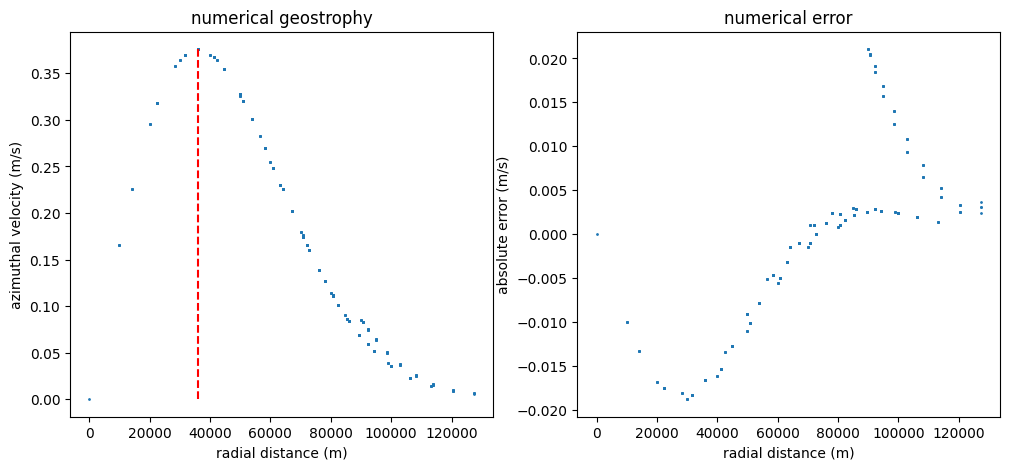 numerical geostrophy
azimuthal velocity (m/s)
0.35
0.30
0.25
0.20
0.15
0.10
0.05
0.00
0 20000 40000 60000 80000 100000 120000
radial distance (m)
numerical error
absolute error (m/s)
0.020
0.015
0.010
0.005
0.000
−0.005
−0.010
−0.015
−0.020
0 20000 40000 60000 80000 100000 120000
radial distance (m)